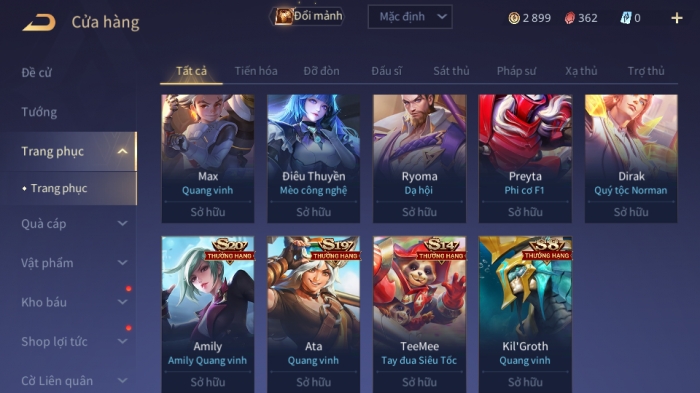 Cửa hàng
Đổi mảnh
Mặc định
2 899
362
0
Đề cử
Tướng
Trang phục
Trang phục
Quà cáp
Vật phẩm
Kho báu
Shop lợi tức
Cờ Liên quân
Tất cả Tiến hóa Đỡ đòn Đấu sĩ Sát thủ Pháp sư Xạ thủ Trợ thủ
Max
Quang vinh
Sở hữu
Điêu Thuyền
Mèo công nghệ
Sở hữu
Ryoma
Dạ hội
Sở hữu
Preyta
Phi cơ F1
Sở hữu
Dirak
Quý tộc Norman
Sở hữu
S20
THƯỞNG HẠNG
Amily
Amily Quang vinh
Sở hữu
S19
THƯỞNG HẠNG
Ata
Quang vinh
Sở hữu
S14
THƯỞNG HẠNG
TeeMee
Tay đua Siêu Tốc
Sở hữu
S8
THƯỞNG HẠNG
Kil'Groth
Quang vinh
Sở hữu